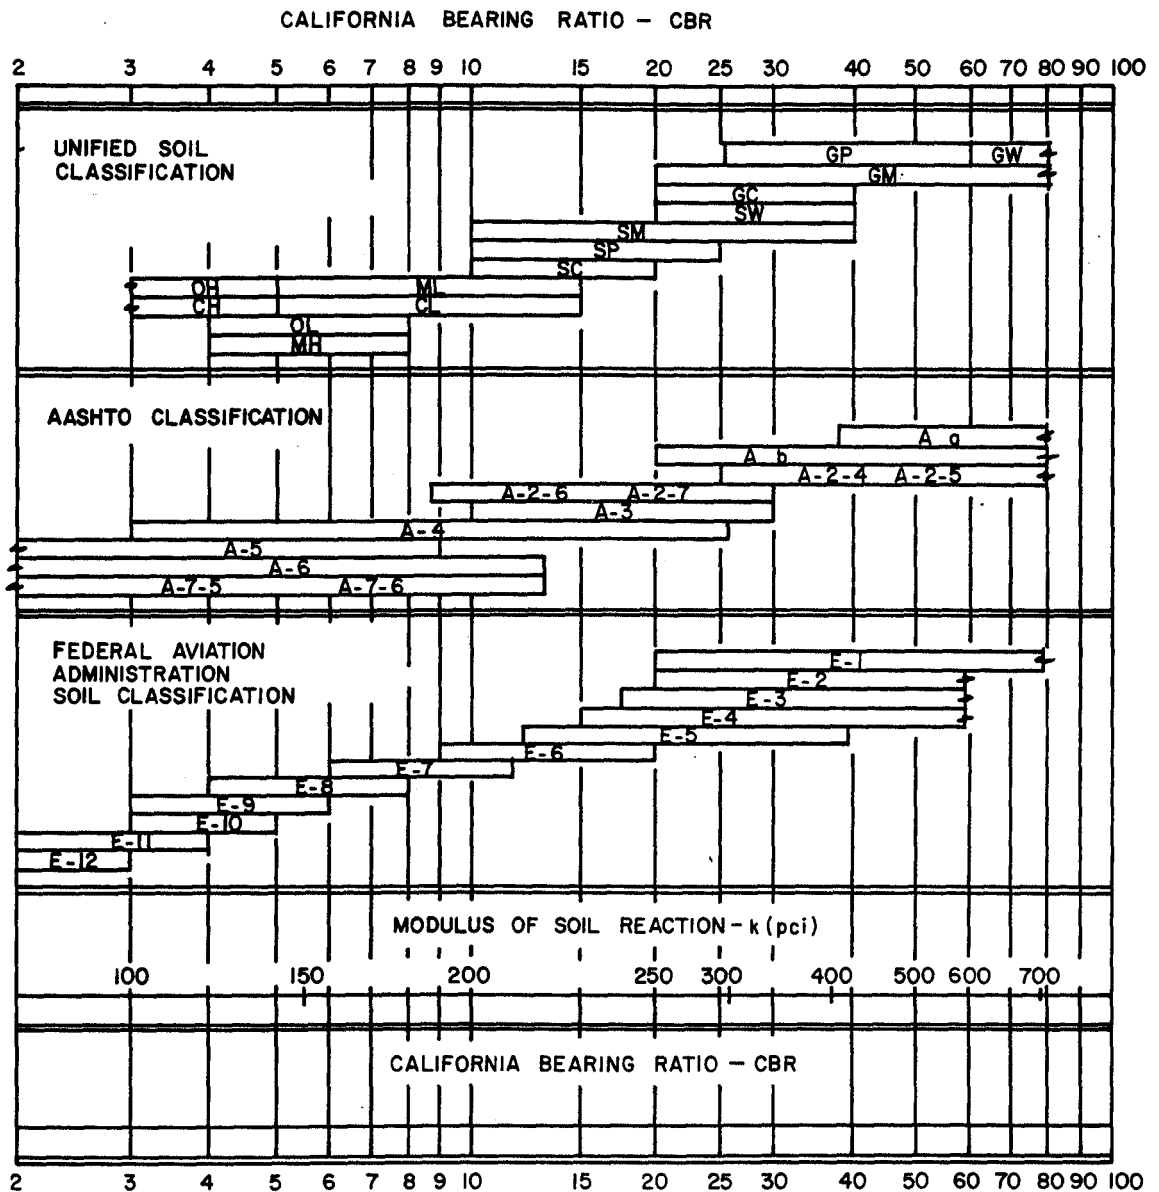 CALIFORNIA BEARING RATIO - CBR
2 3 4 5 6 7 8 9 10 15 20 25 30 40 50 60 70 80 90 100
UNIFIED SOIL
CLASSIFICATION
GP GW
GM
GC
SW
SM
SP
SC
OH ML
CH CL
OL
MH
AASHTO CLASSIFICATION
A a
A b
A-2-4 A-2-5
A-2-6 A-2-7
A-3
A-4
A-5
A-6
A-7-5 A-7-6
FEDERAL AVIATION
ADMINISTRATION
SOIL CLASSIFICATION
E-1
E-2
E-3
E-4
E-5
E-6
E-7
E-8
E-9
E-10
E-11
E-12
MODULUS OF SOIL REACTION - k (pci)
100 150 200 250 300 400 500 600 700
CALIFORNIA BEARING RATIO - CBR
2 3 4 5 6 7 8 9 10 15 20 25 30 40 50 60 70 80 90 100